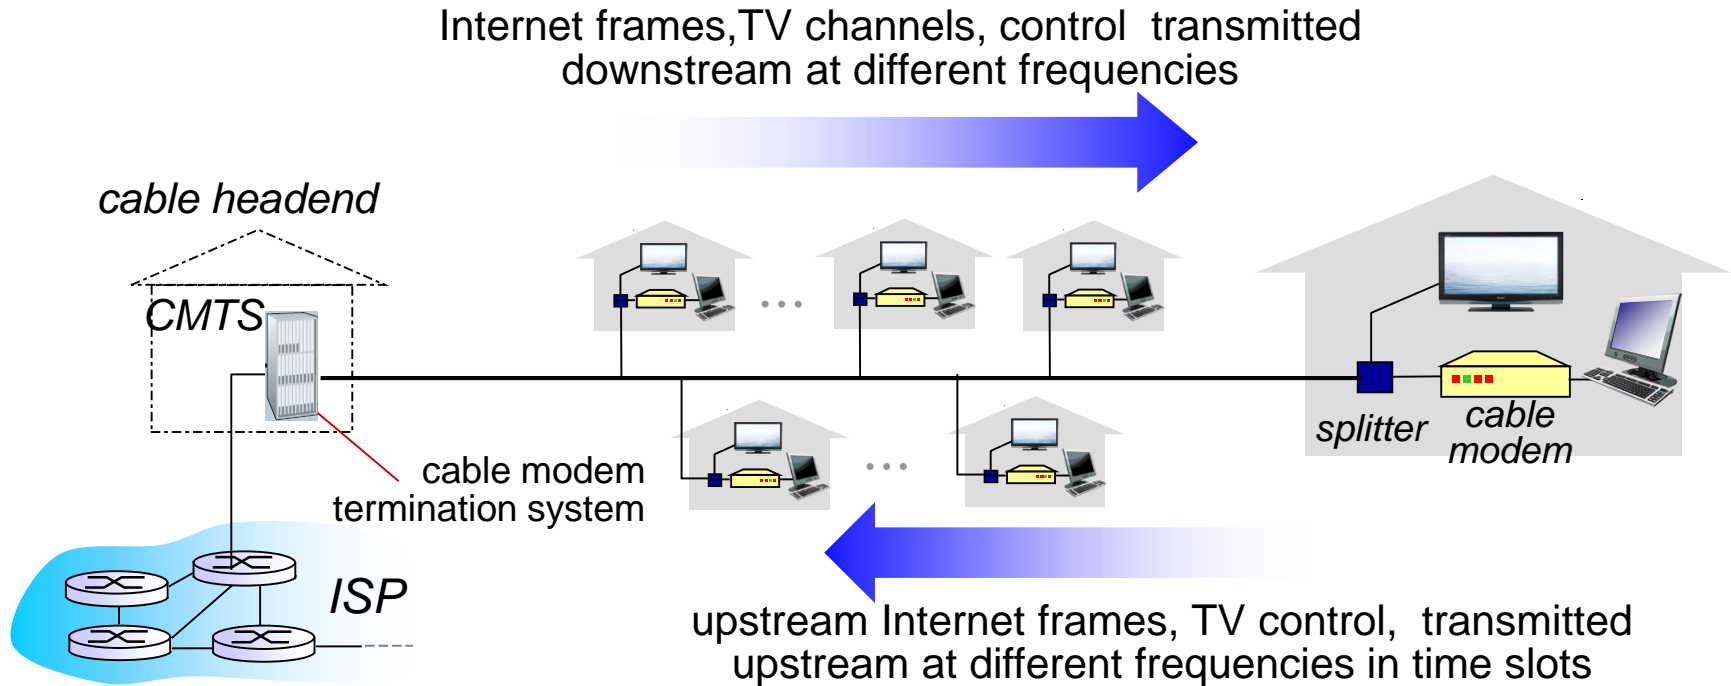 Internet frames,TV channels, control  transmitted
downstream at different frequencies
cable headend
CMTS
splitter
cable
modem
cable modem
termination system
ISP
upstream Internet frames, TV control,  transmitted
upstream at different frequencies in time slots